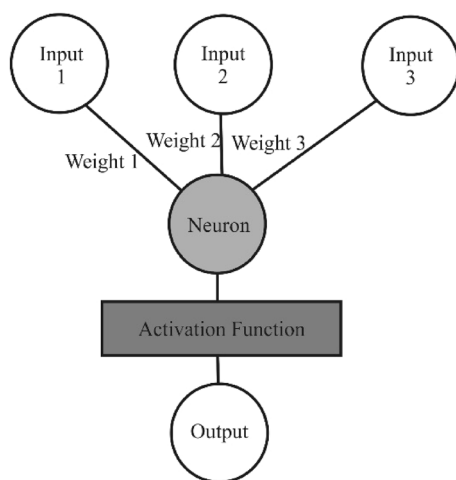 Input
1
Input
2
Input
3
Weight 1
Weight 2
Weight 3
Neuron
Activation Function
Output